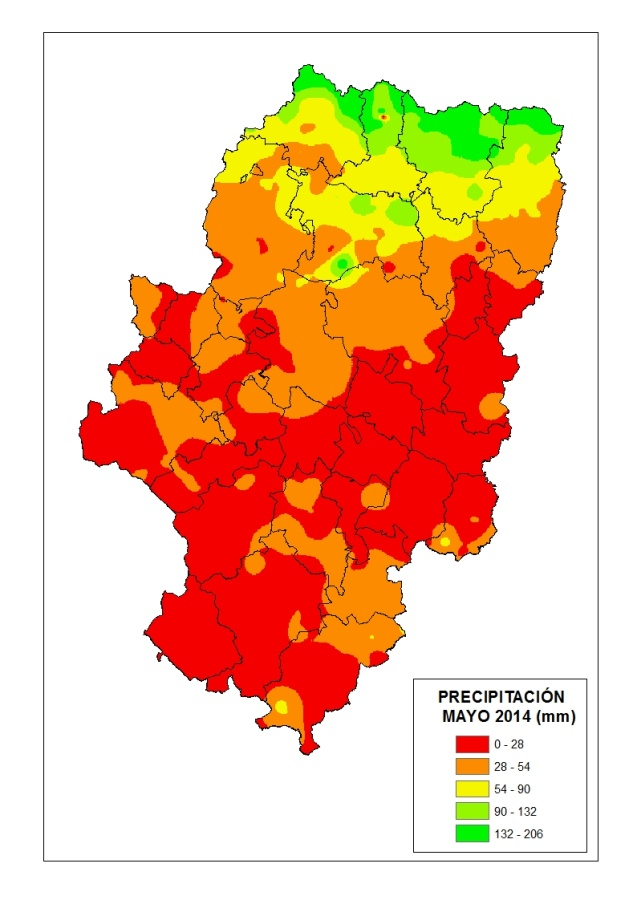 PRECIPITACIÓN
MAYO 2014 (mm)
0 - 28
28 - 54
54 - 90
90 - 132
132 - 206